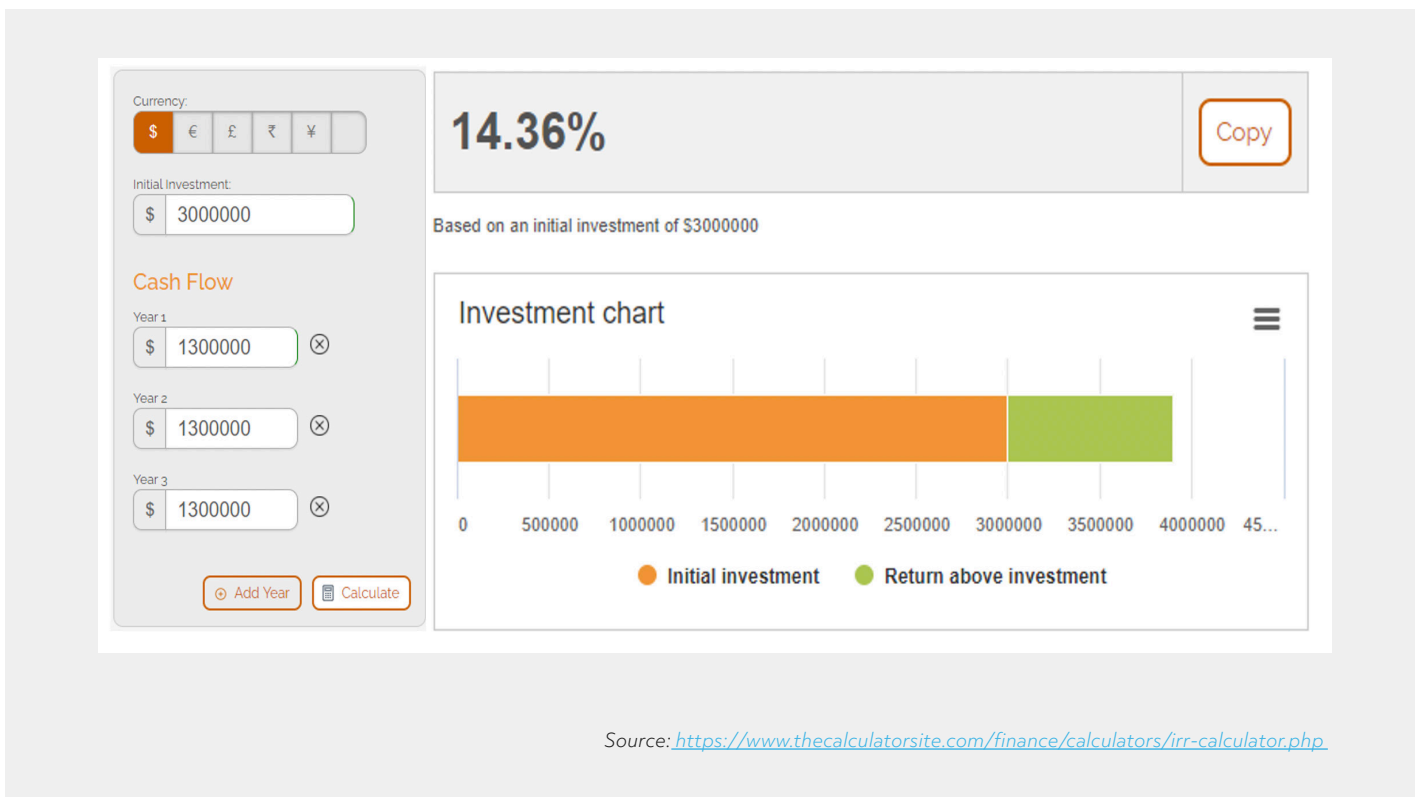 Currency:
$ € £ ₹ ¥
Initial Investment:
$ 3000000
Cash Flow
Year 1
$ 1300000
Year 2
$ 1300000
Year 3
$ 1300000
Add Year
Calculate
14.36%
Copy
Based on an initial investment of $3000000
Investment chart
0 500000 1000000 1500000 2000000 2500000 3000000 3500000 4000000 45...
Initial investment Return above investment
Source: https://www.thecalculatorsite.com/finance/calculators/irr-calculator.php